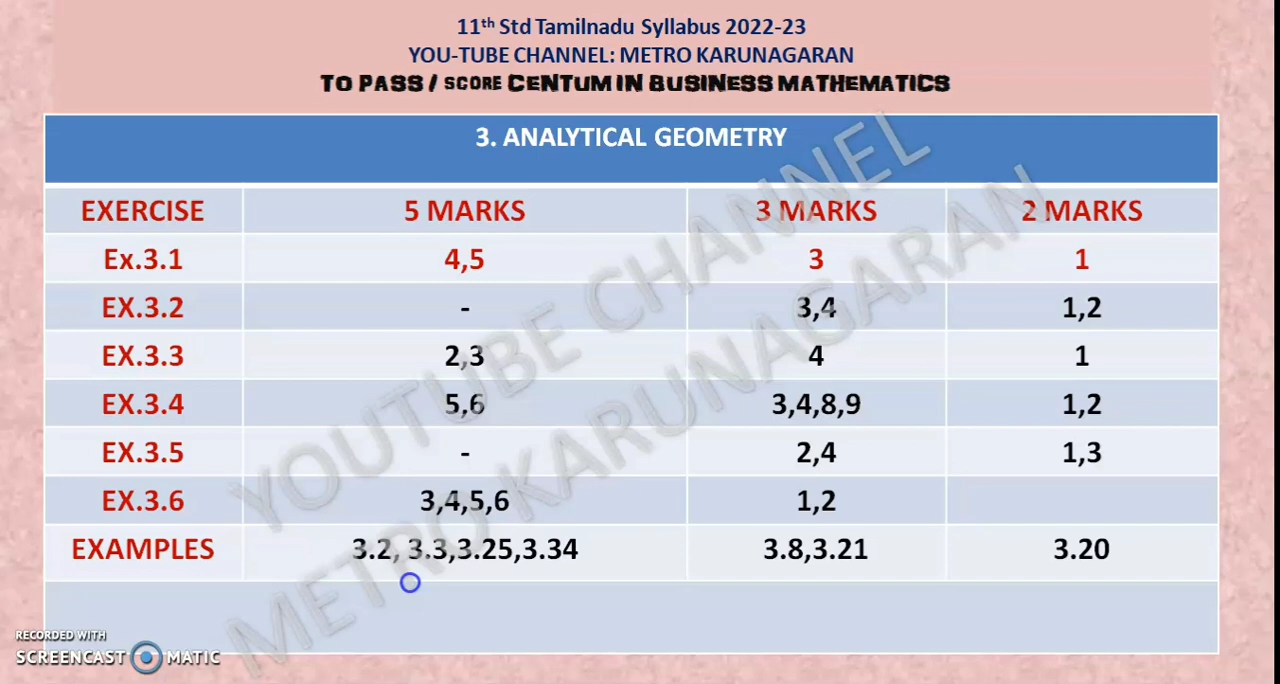 11th Std Tamilnadu Syllabus 2022-23
YOU-TUBE CHANNEL: METRO KARUNAGARAN
TO PASS / SCORE CENTUM IN BUSINESS MATHEMATICS
3. ANALYTICAL GEOMETRY
EXERCISE 5 MARKS 3 MARKS 2 MARKS
Ex.3.1 4,5 3 1
EX.3.2 - 3,4 1,2
EX.3.3 2,3 4 1
EX.3.4 5,6 3,4,8,9 1,2
EX.3.5 - 2,4 1,3
EX.3.6 3,4,5,6 1,2
EXAMPLES 3.2, 3.3,3.25,3.34 3.8,3.21 3.20
YOUTUBE CHANNEL
METRO KARUNAGARAN
RECORDED WITH
SCREENCAST MATIC